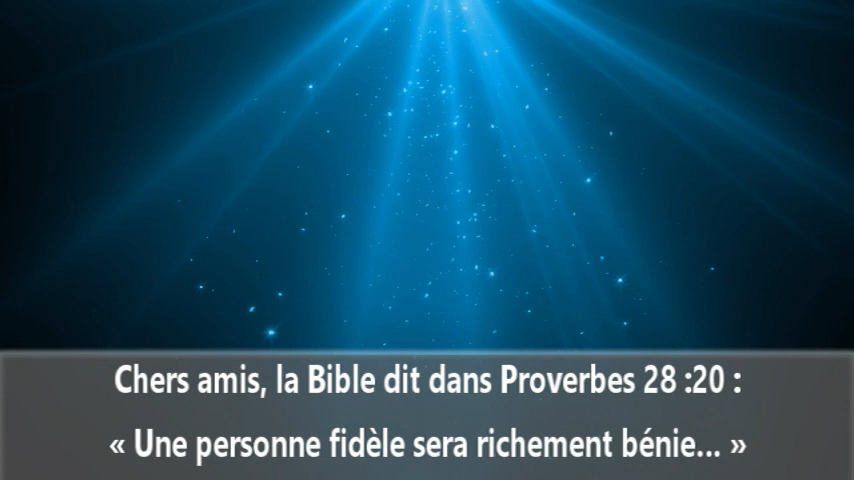 Chers amis, la Bible dit dans Proverbes 28 :20 :
« Une personne fidèle sera richement bénie... »